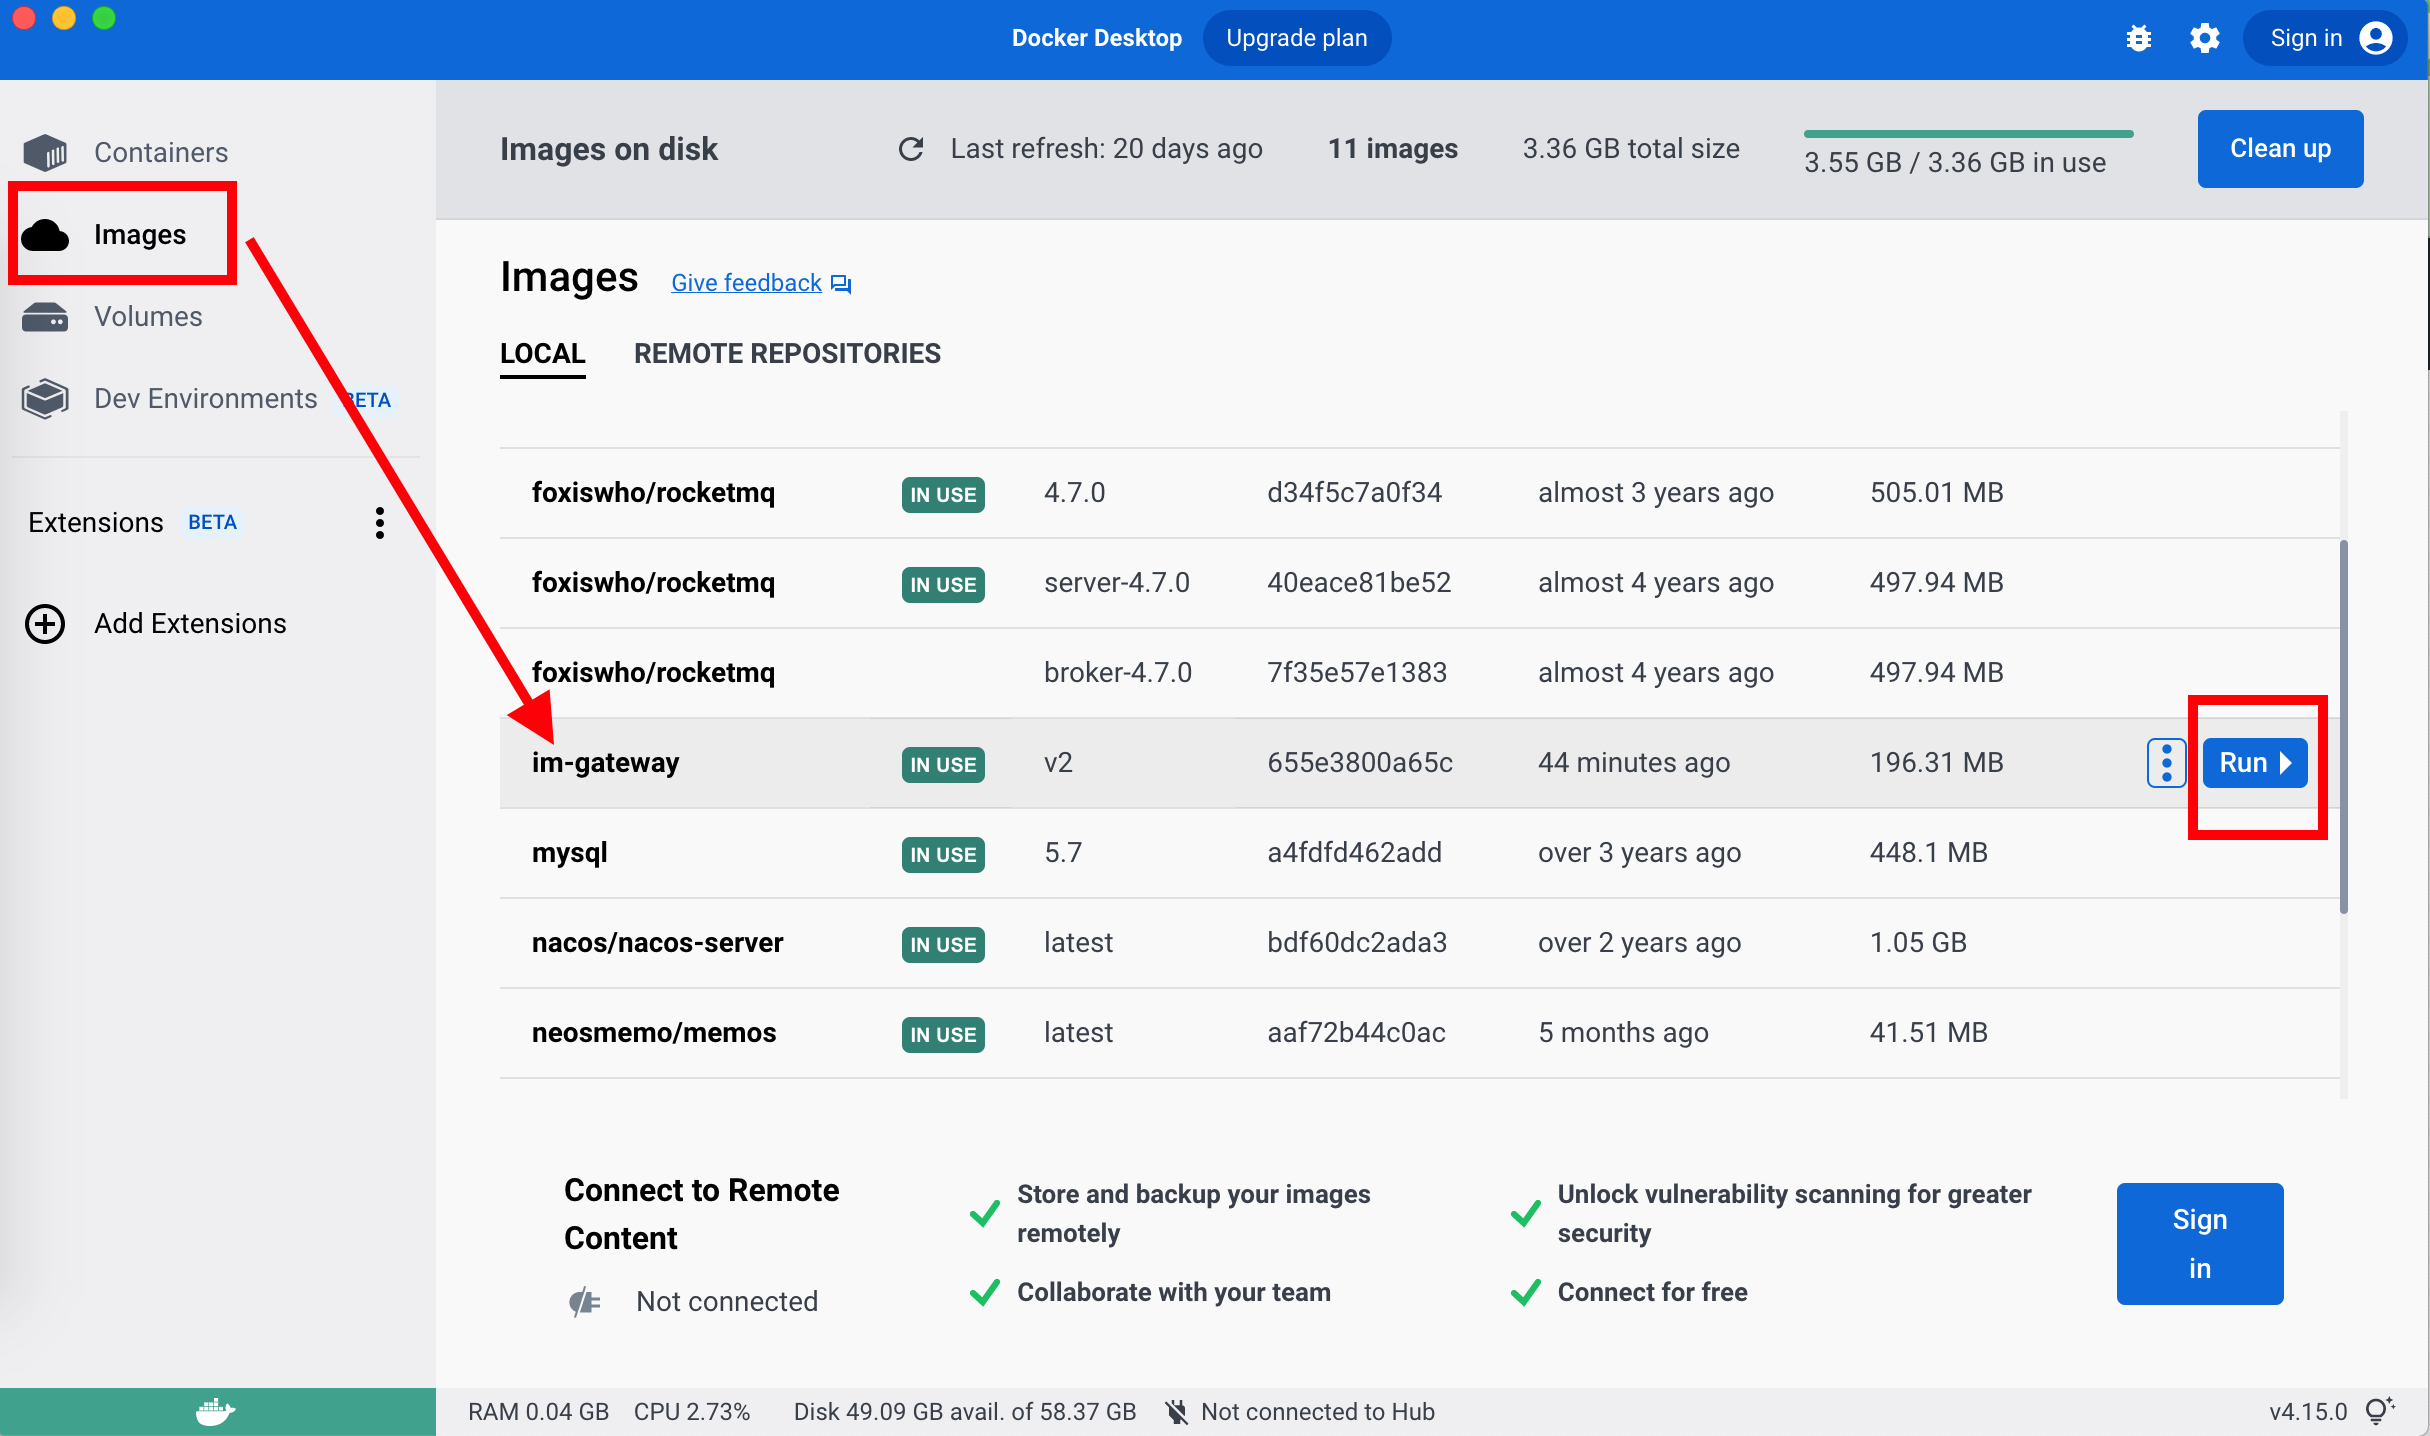 Docker Desktop Upgrade plan Sign in
Containers
Images
Volumes
Dev Environments BETA
Extensions BETA
Add Extensions
Images on disk Last refresh: 20 days ago 11 images 3.36 GB total size 3.55 GB / 3.36 GB in use Clean up
Images Give feedback
LOCAL REMOTE REPOSITORIES
foxiswho/rocketmq IN USE 4.7.0 d34f5c7a0f34 almost 3 years ago 505.01 MB
foxiswho/rocketmq IN USE server-4.7.0 40eace81be52 almost 4 years ago 497.94 MB
foxiswho/rocketmq broker-4.7.0 7f35e57e1383 almost 4 years ago 497.94 MB
im-gateway IN USE v2 655e3800a65c 44 minutes ago 196.31 MB Run
mysql IN USE 5.7 a4fdfd462add over 3 years ago 448.1 MB
nacos/nacos-server IN USE latest bdf60dc2ada3 over 2 years ago 1.05 GB
neosmemo/memos IN USE latest aaf72b44c0ac 5 months ago 41.51 MB
Connect to Remote
Content
Not connected
Store and backup your images
remotely
Collaborate with your team
Unlock vulnerability scanning for greater
security
Connect for free
Sign
in
RAM 0.04 GB CPU 2.73% Disk 49.09 GB avail. of 58.37 GB Not connected to Hub v4.15.0